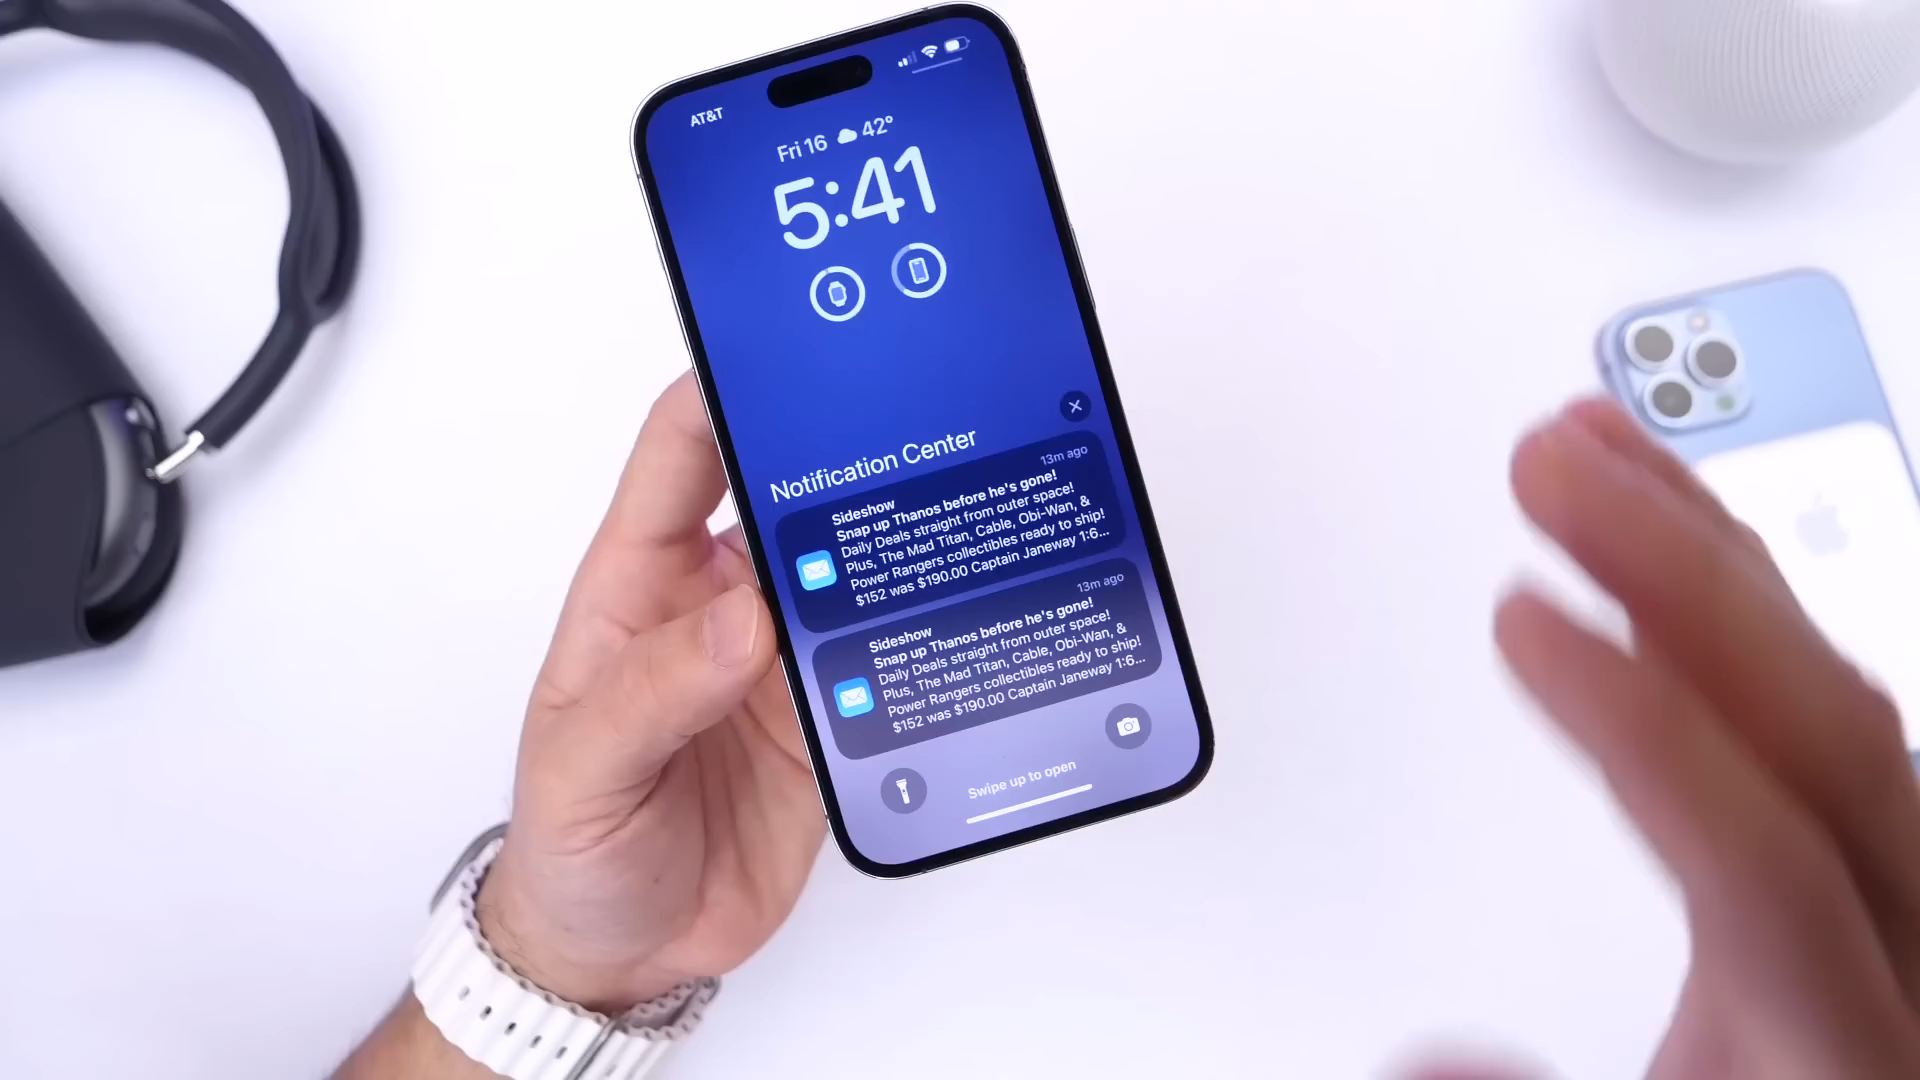 AT&T
Fri 16 42°
5:41
Notification Center
13m ago
Sideshow
Snap up Thanos before he's gone!
Daily Deals straight from outer space!
Plus, The Mad Titan, Cable, Obi-Wan, &
Power Rangers collectibles ready to ship!
$152 was $190.00 Captain Janeway 1:6...
13m ago
Sideshow
Snap up Thanos before he's gone!
Daily Deals straight from outer space!
Plus, The Mad Titan, Cable, Obi-Wan, &
Power Rangers collectibles ready to ship!
$152 was $190.00 Captain Janeway 1:6...
Swipe up to open